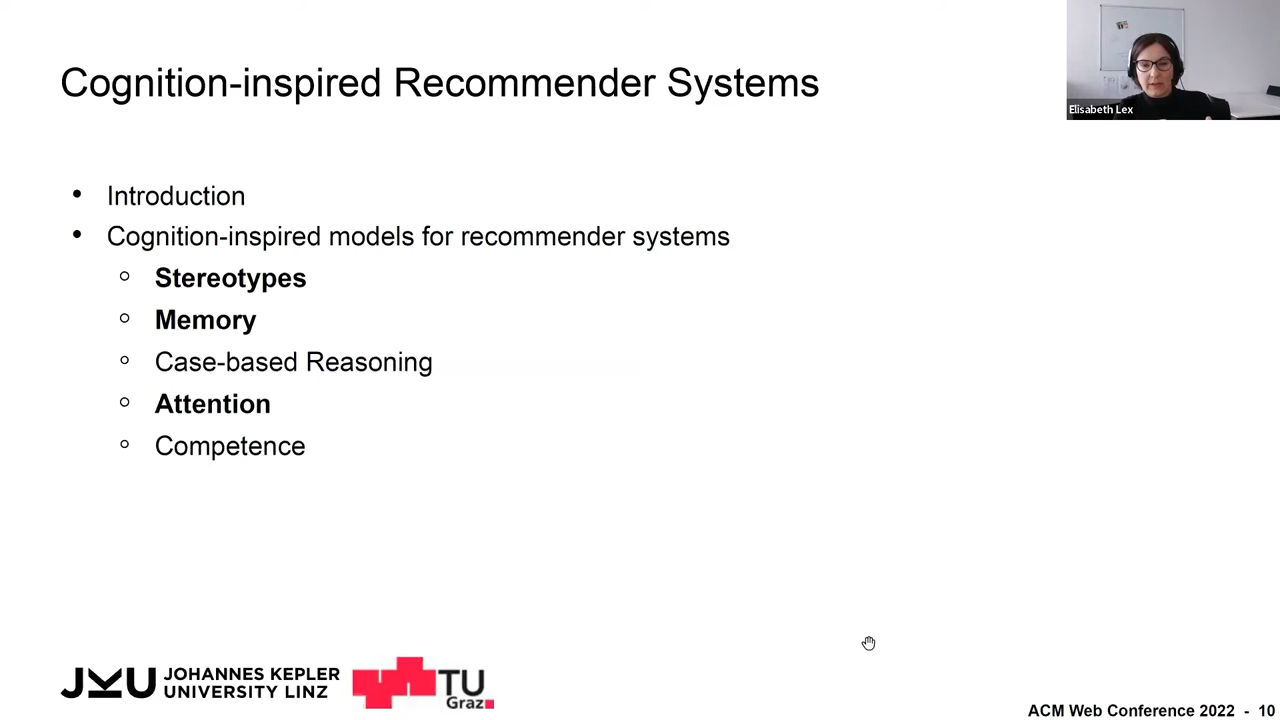 Cognition-inspired Recommender Systems
Elisabeth Lex
• Introduction
• Cognition-inspired models for recommender systems
○ Stereotypes
○ Memory
○ Case-based Reasoning
○ Attention
○ Competence
JKU JOHANNES KEPLER
UNIVERSITY LINZ
TU
Graz
ACM Web Conference 2022 - 10